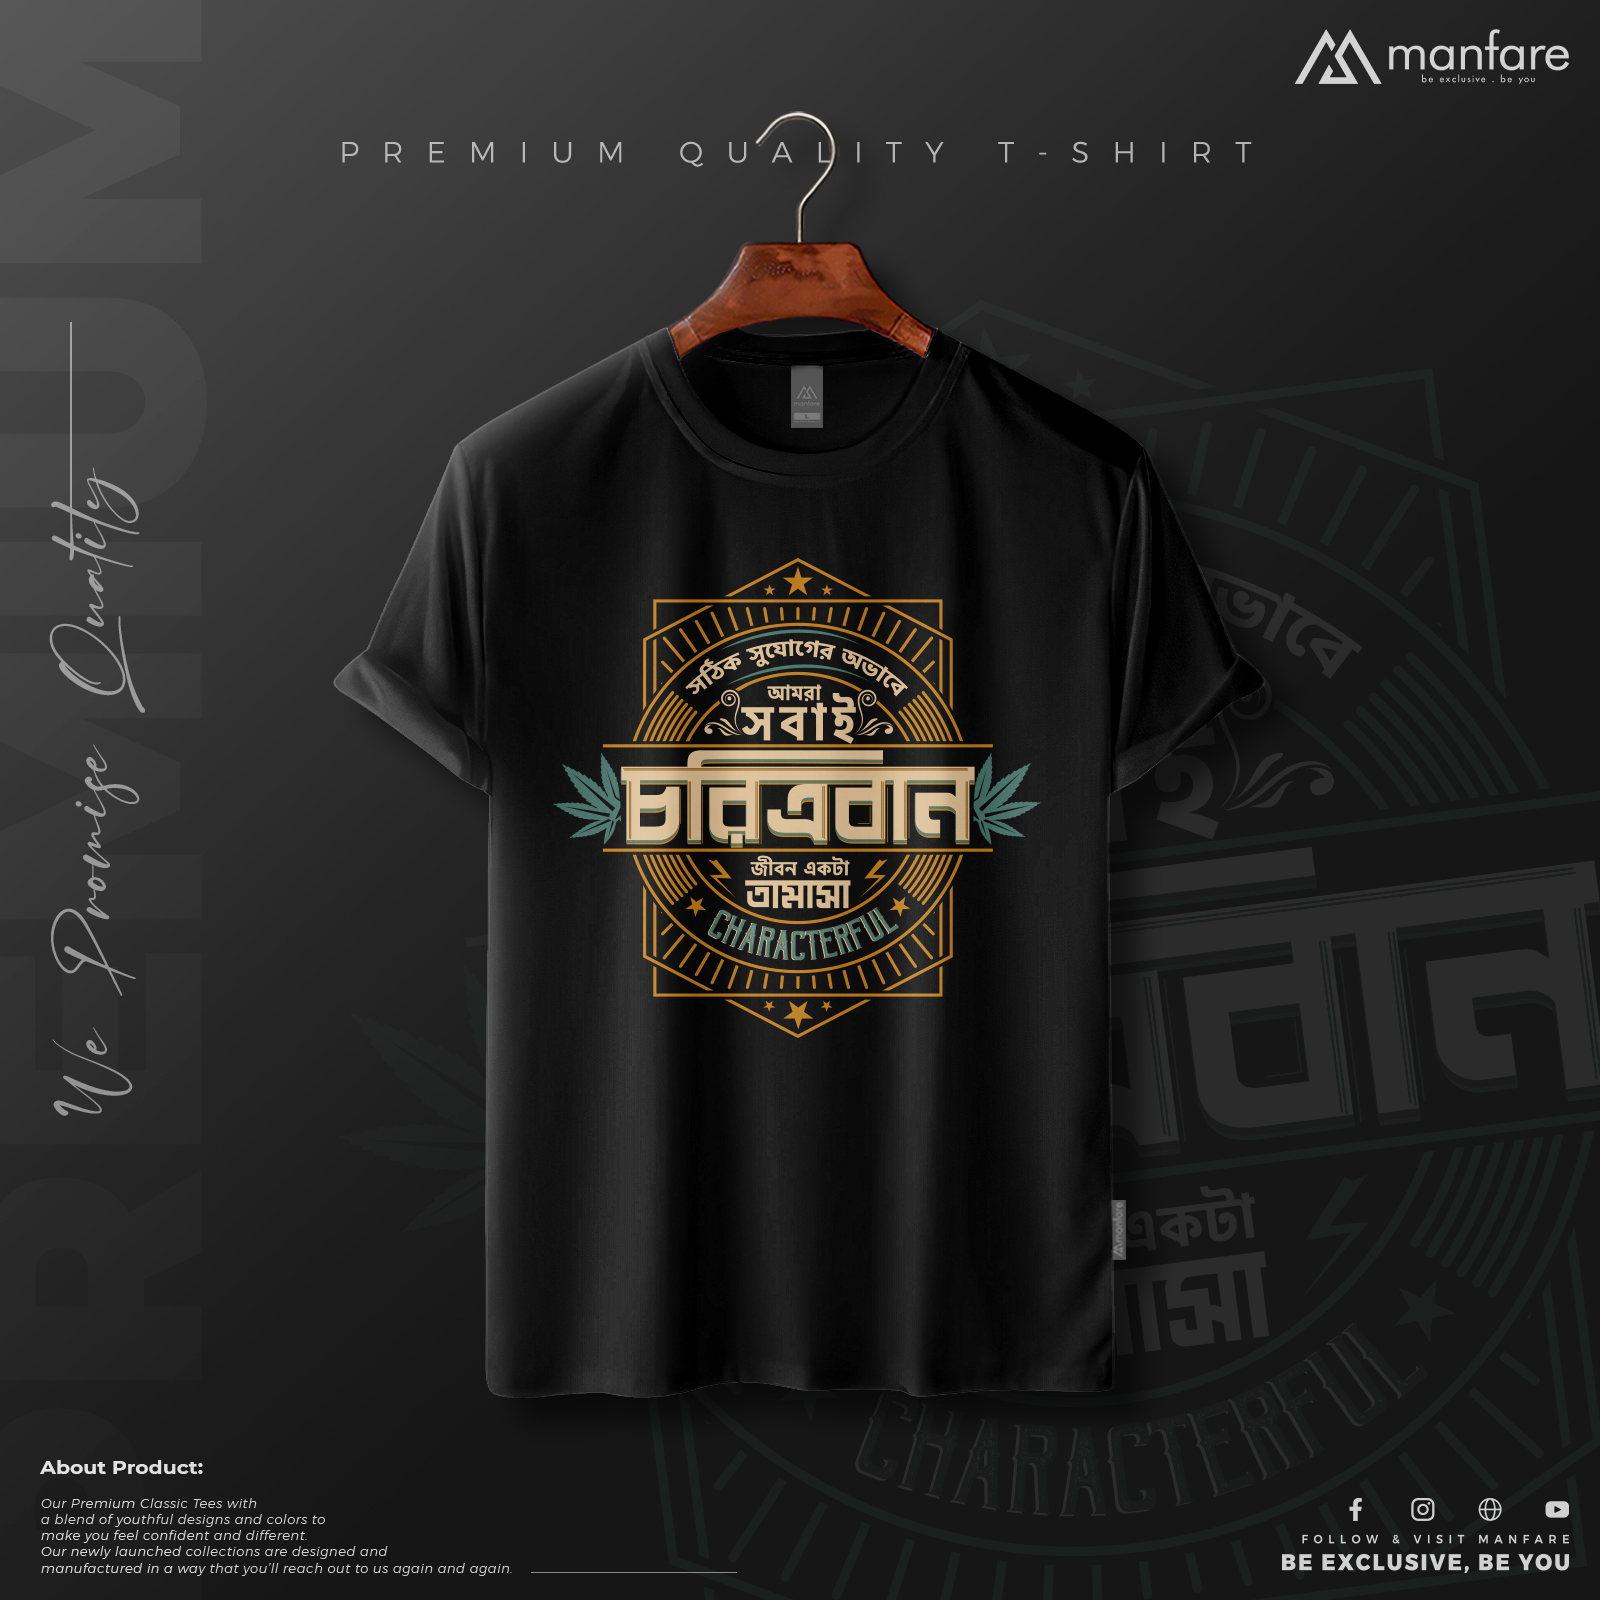 manfare
be exclusive . be you
PREMIUM QUALITY T-SHIRT
PREMIUM
We Promise Quality
manfare
L
সঠিক সুযোগের অভাবে
আমরা
সবাই
চরিত্রবান
জীবন একটা
তামাসা
CHARACTERFUL
ভাবে
ই
রবান
একটা
মাসা
CHARACTERFUL
manfare
About Product:
Our Premium Classic Tees with
a blend of youthful designs and colors to
make you feel confident and different.
Our newly launched collections are designed and
manufactured in a way that you'll reach out to us again and again.
FOLLOW & VISIT MANFARE
BE EXCLUSIVE, BE YOU